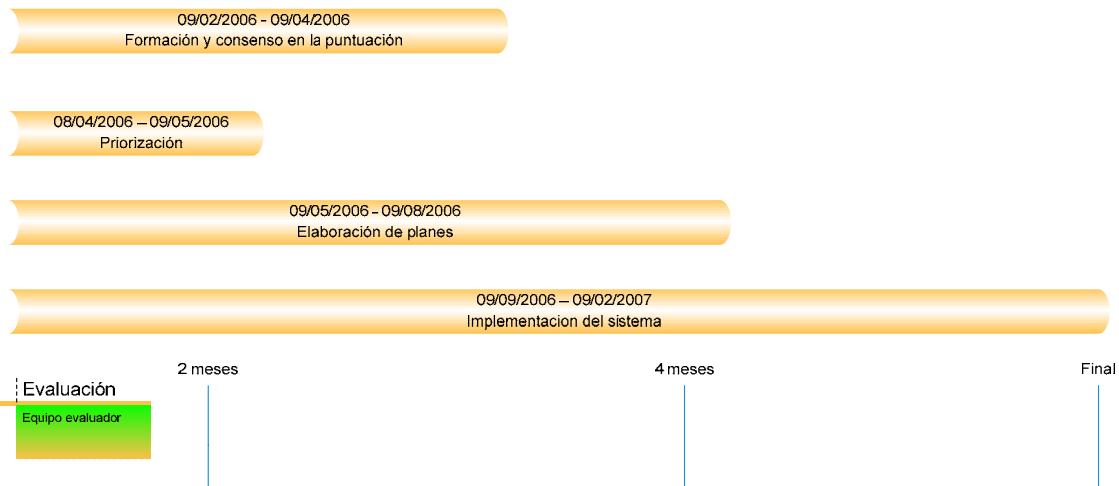 09/02/2006 - 09/04/2006
Formación y consenso en la puntuación
08/04/2006 – 09/05/2006
Priorización
09/05/2006 - 09/08/2006
Elaboración de planes
09/09/2006 – 09/02/2007
Implementacion del sistema
2 meses
4 meses
Final
Evaluación
Equipo evaluador